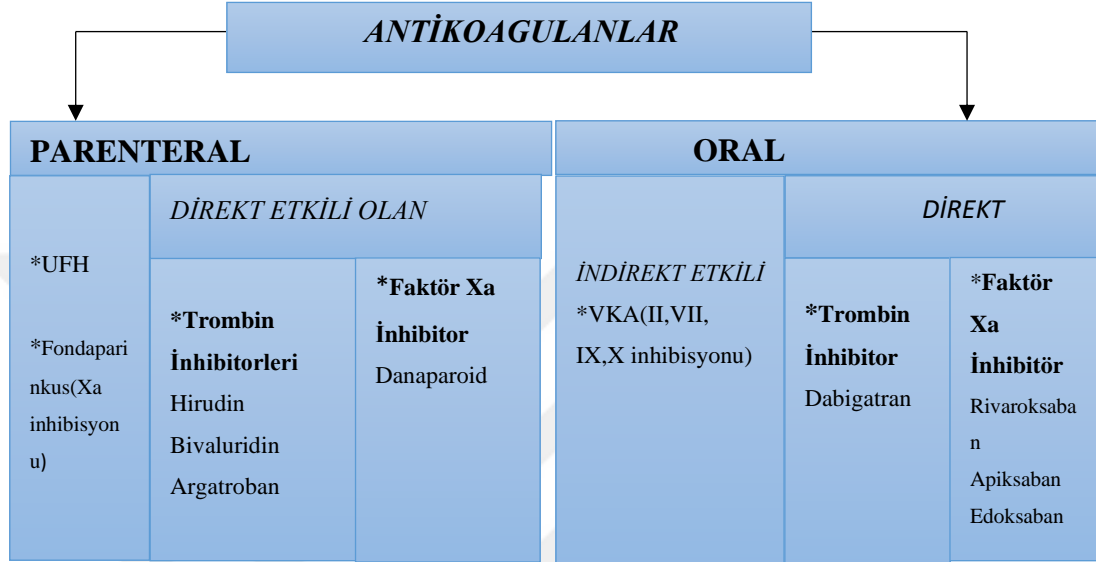 ANTİKOAGULANLAR
PARENTERAL
*UFH
*Fondapari
nkus(Xa
inhibisyon
u)
DİREKT ETKİLİ OLAN
*Trombin
İnhibitorleri
Hirudin
Bivaluridin
Argatroban
*Faktör Xa
İnhibitor
Danaparoid
ORAL
İNDİREKT ETKİLİ
*VKA(II,VII,
IX,X inhibisyonu)
DİREKT
*Trombin
İnhibitor
Dabigatran
*Faktör
Xa
İnhibitör
Rivaroksaba
n
Apiksaban
Edoksaban